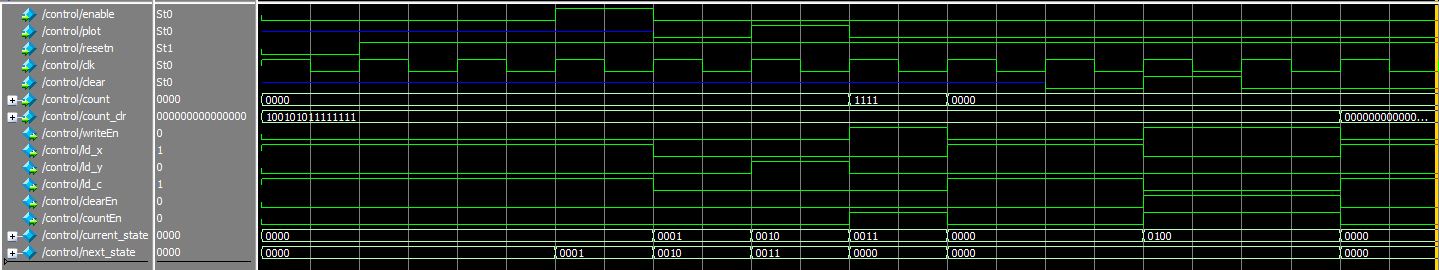 /control/enable St0
/control/plot St0
/control/resetn St1
/control/clk St0
/control/clear St0
/control/count 0000 0000 1111 0000
/control/count_clr 000000000000000 100101011111111 000000000000...
/control/writeEn 0
/control/ld_x 1
/control/ld_y 0
/control/ld_c 1
/control/clearEn 0
/control/countEn 0
/control/current_state 0000 0000 0001 0010 0011 0000 0100 0000
/control/next_state 0000 0000 0001 0010 0011 0000 0000 0000